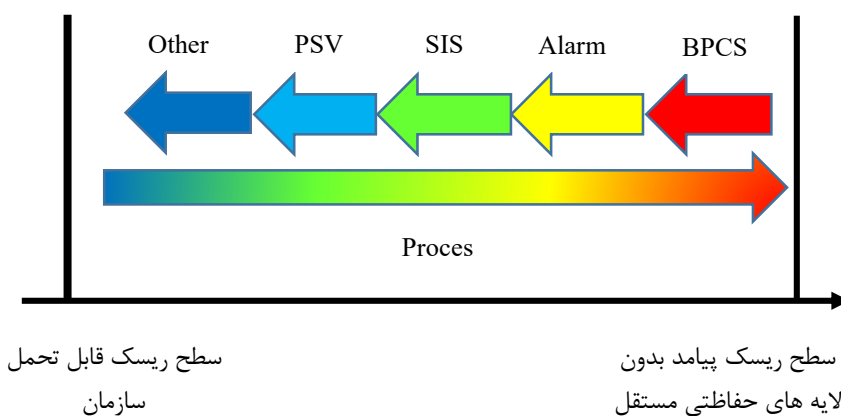 Other PSV SIS Alarm BPCS
Proces
سطح ریسک پیامد بدون
لایه های حفاظتی مستقل
سطح ریسک قابل تحمل
سازمان